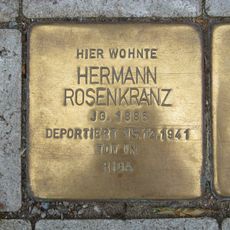 HIER WOHNTE
HERMANN
ROSENKRANZ
JG. 1886
DEPORTIERT 15.12.1941
TOT IN
RIGA